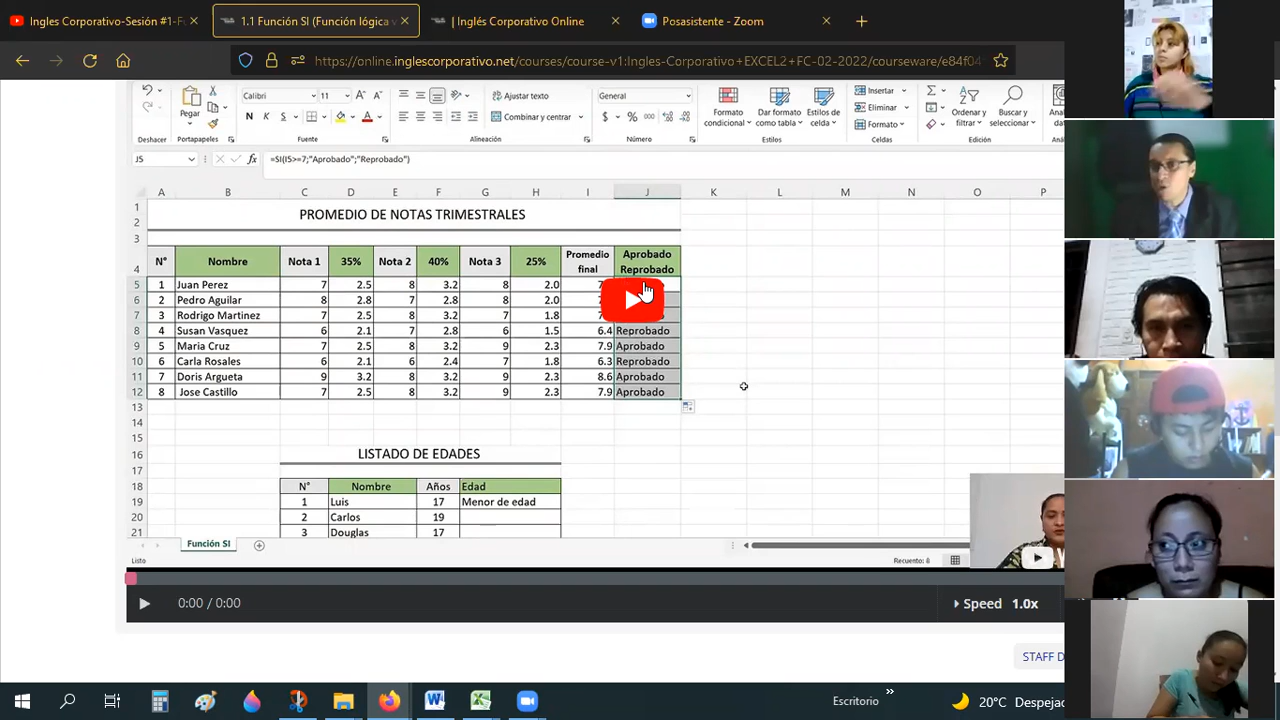 Ingles Corporativo-Sesión #1-Fu
1.1 Función SI (Función lógica v
| Inglés Corporativo Online
Posasistente - Zoom
https://online.inglescorporativo.net/courses/course-v1:Ingles-Corporativo+EXCEL2+FC-02-2022/courseware/e84f04
Pegar
Calibri 11
Ajustar texto
General
Insertar
N K S
Combinar y centrar
Formato condicional
Dar formato como tabla
Estilos de celda
Eliminar
Formato
Ordenar y filtrar
Buscar y seleccionar
Deshacer Portapapeles Fuente Alineación Número Estilos Celdas Edición
J5 fx =SI(I5>=7;"Aprobado";"Reprobado")
A B C D E F G H I J K L M N O P
1
2 PROMEDIO DE NOTAS TRIMESTRALES
3
4 N° Nombre Nota 1 35% Nota 2 40% Nota 3 25% Promedio final Aprobado Reprobado
5 1 Juan Perez 7 2.5 8 3.2 8 2.0
6 2 Pedro Aguilar 8 2.8 7 2.8 8 2.0
7 3 Rodrigo Martinez 7 2.5 8 3.2 7 1.8
8 4 Susan Vasquez 6 2.1 7 2.8 6 1.5 6.4 Reprobado
9 5 Maria Cruz 7 2.5 8 3.2 9 2.3 7.9 Aprobado
10 6 Carla Rosales 6 2.1 6 2.4 7 1.8 6.3 Reprobado
11 7 Doris Argueta 9 3.2 8 3.2 9 2.3 8.6 Aprobado
12 8 Jose Castillo 7 2.5 8 3.2 9 2.3 7.9 Aprobado
13
14
15
16 LISTADO DE EDADES
17
18 N° Nombre Años Edad
19 1 Luis 17 Menor de edad
20 2 Carlos 19
21 3 Douglas 17
Función SI
Listo
Recuento: 8
0:00 / 0:00
Speed 1.0x
STAFF D
Escritorio
20°C Despejad